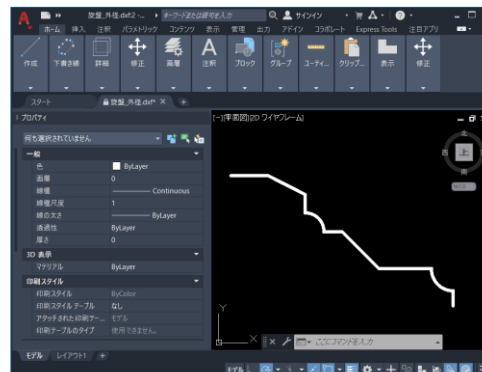 A 旋盤_外径.dxf:2 -... キーワードまたは語句を入力 サインイン
ホーム 挿入 注釈 パラメトリック コンテンツ 表示 管理 出力 アドイン コラボレート Express Tools 注目アプリ
作成 下書き線 詳細 修正 画層 注釈 ブロック グループ ユーティ... クリップ... 表示 修正
スタート 旋盤_外径.dxf*
プロパティ
[-][平面図][2D ワイヤフレーム]
何も選択されていません
一般
色 ByLayer
画層 0
線種 Continuous
線種尺度 1
線の太さ ByLayer
透過性 ByLayer
厚さ 0
3D 表示
マテリアル ByLayer
印刷スタイル
印刷スタイル ByColor
印刷スタイル テーブル なし
アタッチされた印刷テー... モデル
印刷テーブルのタイプ 使用できません。
北
西 上
南
Y
X
ここにコマンドを入力
モデル レイアウト1
モデル